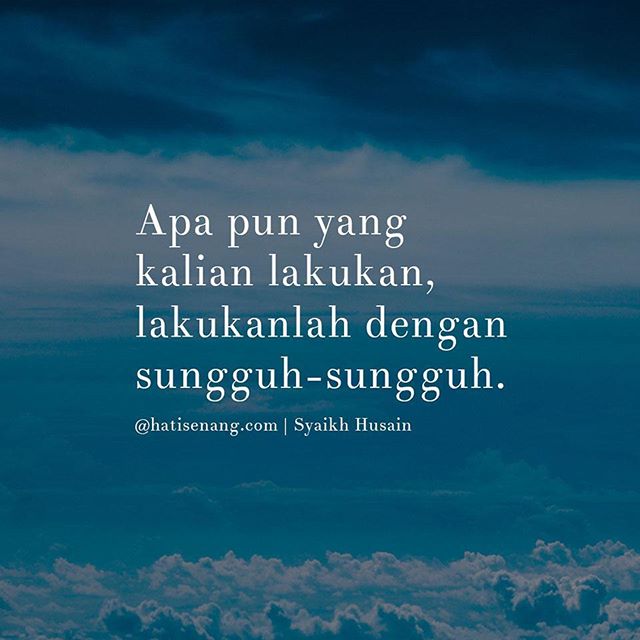 Apa pun yang
kalian lakukan,
lakukanlah dengan
sungguh-sungguh.
@hatisenang.com | Syaikh Husain